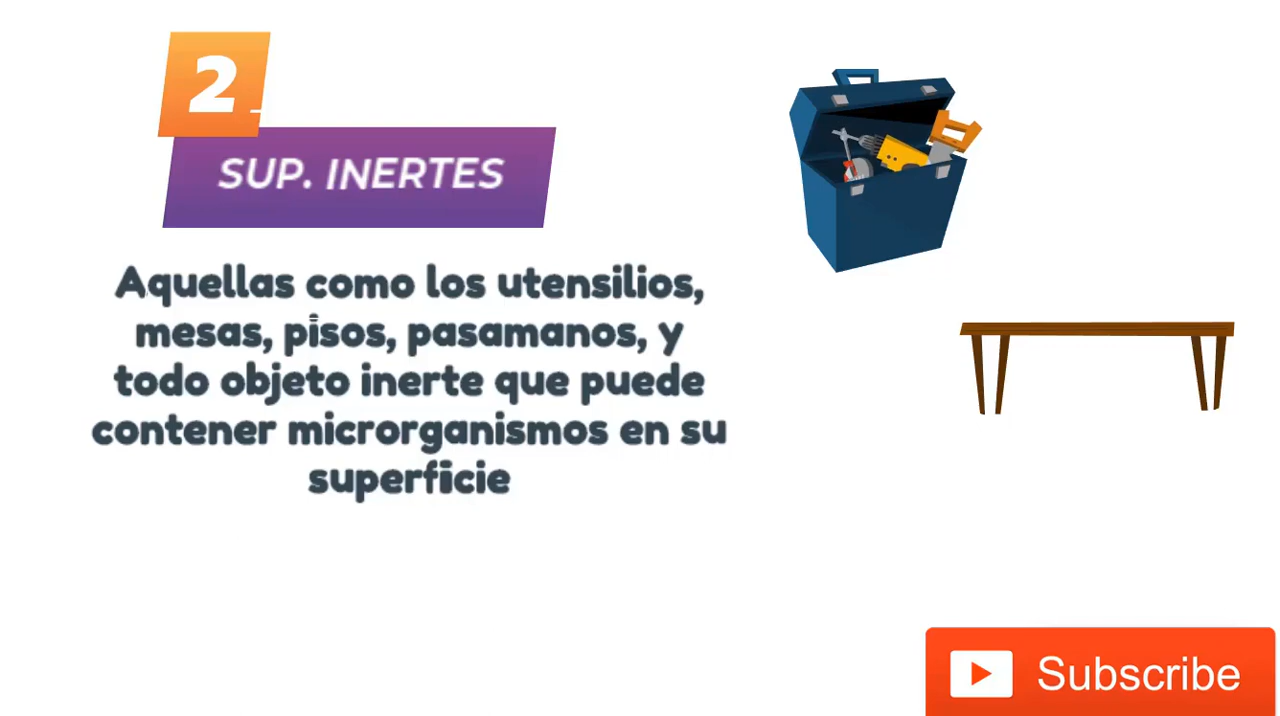 2
SUP. INERTES
Aquellas como los utensilios,
mesas, pisos, pasamanos, y
todo objeto inerte que puede
contener microrganismos en su
superficie
Subscribe